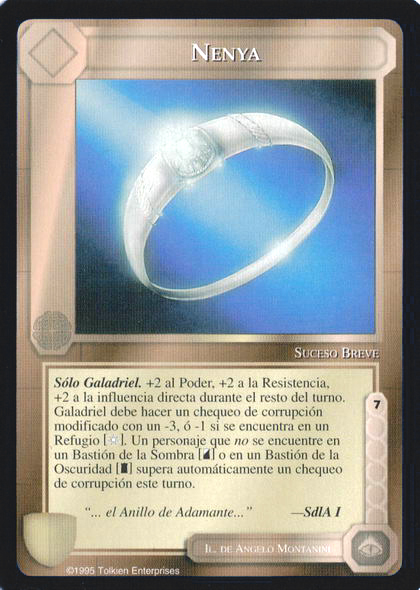 NENYA
SUCESO BREVE
Sólo Galadriel. +2 al Poder, +2 a la Resistencia,
+2 a la influencia directa durante el resto del turno.
Galadriel debe hacer un chequeo de corrupción
modificado con un -3, ó -1 si se encuentra en un
Refugio [ ]. Un personaje que no se encuentre en
un Bastión de la Sombra [ ] o en un Bastión de la
Oscuridad [ ] supera automáticamente un chequeo
de corrupción este turno.
7
“... el Anillo de Adamante...” —SdlA I
IL. DE ANGELO MONTANINI
©1995 Tolkien Enterprises